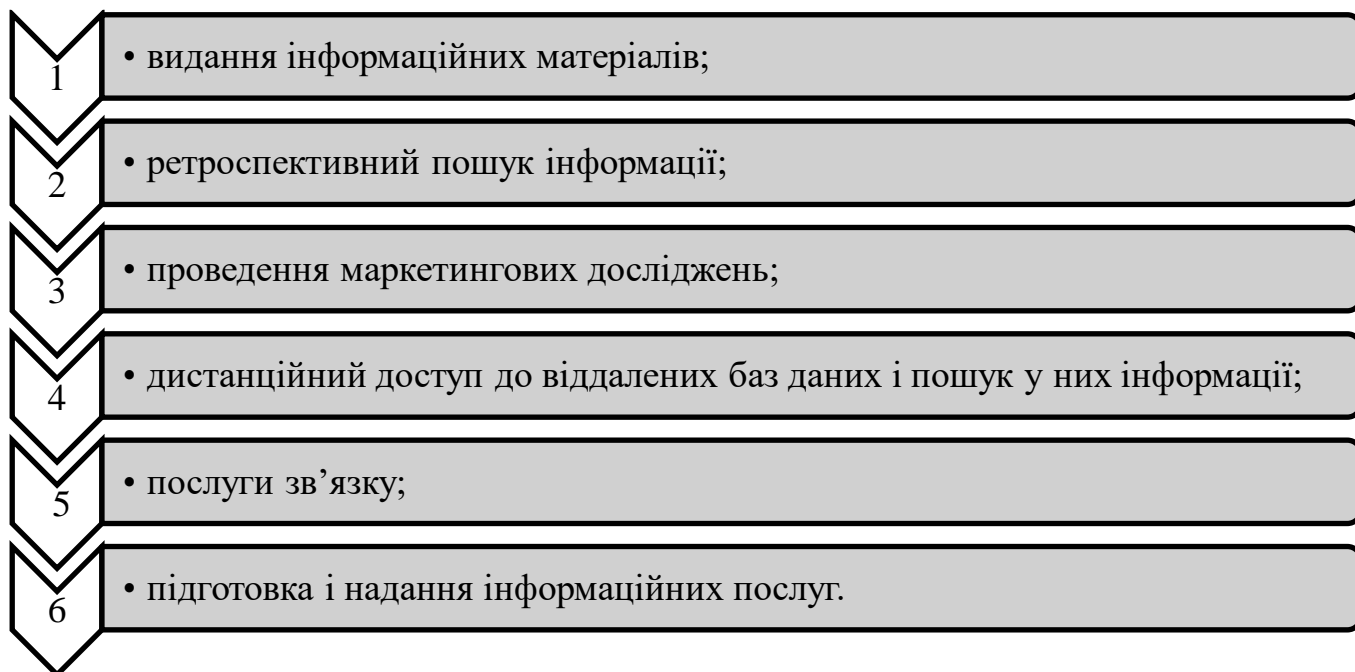 1
• видання інформаційних матеріалів;
2
• ретроспективний пошук інформації;
3
• проведення маркетингових досліджень;
4
• дистанційний доступ до віддалених баз даних і пошук у них інформації;
5
• послуги зв’язку;
6
• підготовка і надання інформаційних послуг.